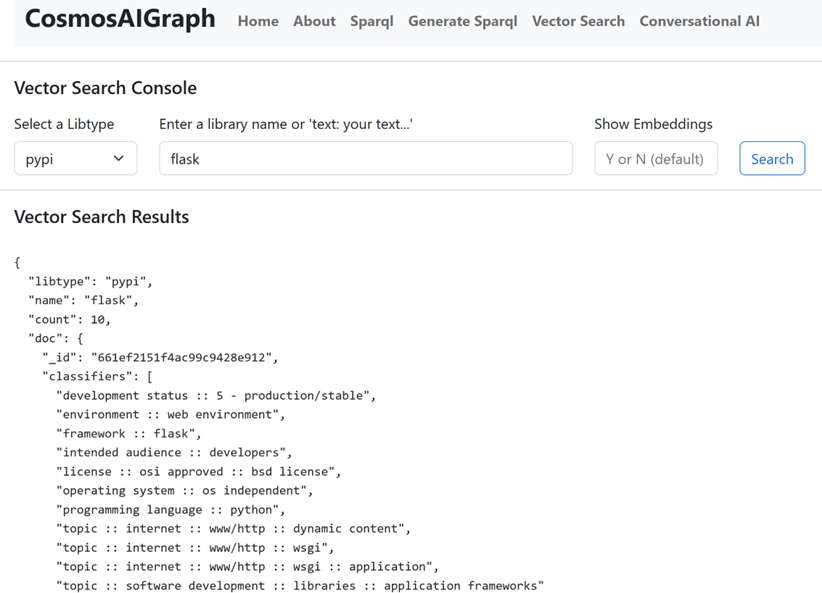 CosmosAIGraph Home About Sparql Generate Sparql Vector Search Conversational AI
Vector Search Console
Select a Libtype Enter a library name or 'text: your text...' Show Embeddings
pypi flask Y or N (default) Search
Vector Search Results
{
"libtype": "pypi",
"name": "flask",
"count": 10,
"doc": {
"_id": "661ef2151f4ac99c9428e912",
"classifiers": [
"development status :: 5 - production/stable",
"environment :: web environment",
"framework :: flask",
"intended audience :: developers",
"license :: osi approved :: bsd license",
"operating system :: os independent",
"programming language :: python",
"topic :: internet :: www/http :: dynamic content",
"topic :: internet :: www/http :: wsgi",
"topic :: internet :: www/http :: wsgi :: application",
"topic :: software development :: libraries :: application frameworks"